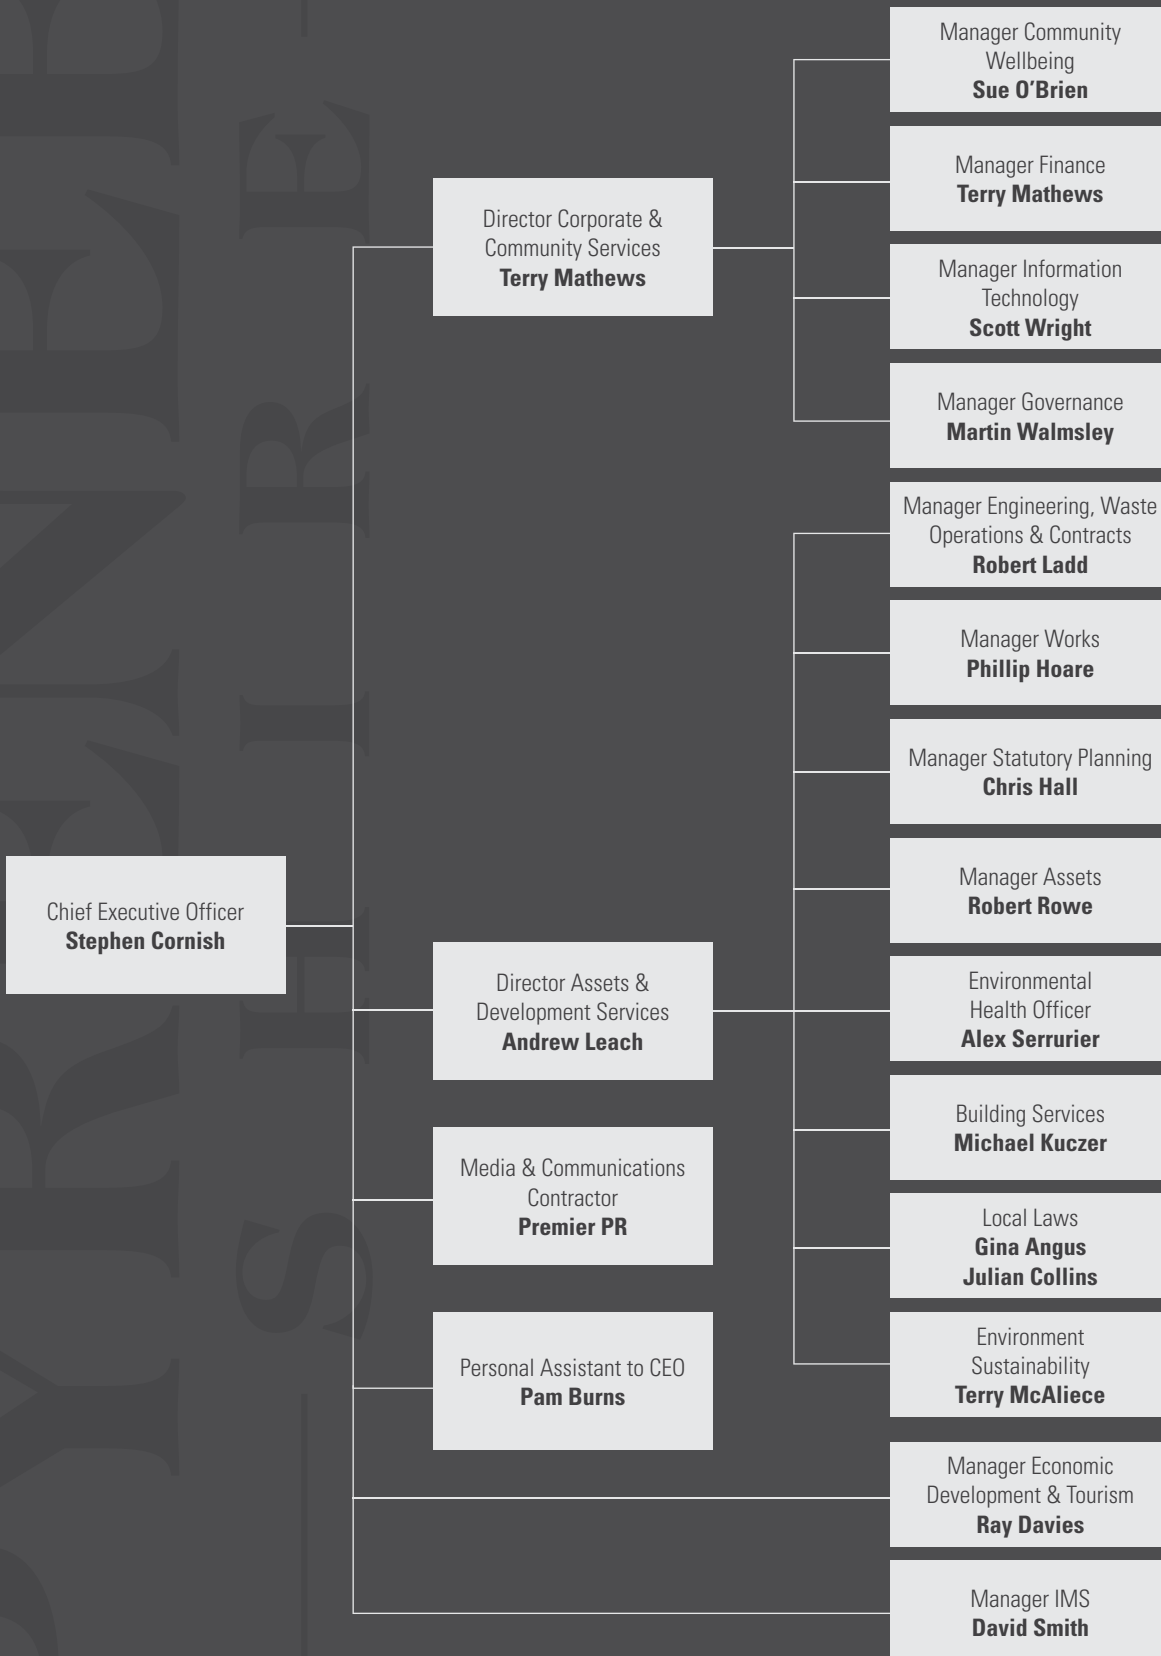 PYRENEE
SHIRE
Chief Executive Officer
Stephen Cornish
Director Corporate &
Community Services
Terry Mathews
Director Assets &
Development Services
Andrew Leach
Media & Communications
Contractor
Premier PR
Personal Assistant to CEO
Pam Burns
Manager Community
Wellbeing
Sue O’Brien
Manager Finance
Terry Mathews
Manager Information
Technology
Scott Wright
Manager Governance
Martin Walmsley
Manager Engineering, Waste
Operations & Contracts
Robert Ladd
Manager Works
Phillip Hoare
Manager Statutory Planning
Chris Hall
Manager Assets
Robert Rowe
Environmental
Health Officer
Alex Serrurier
Building Services
Michael Kuczer
Local Laws
Gina Angus
Julian Collins
Environment
Sustainability
Terry McAliece
Manager Economic
Development & Tourism
Ray Davies
Manager IMS
David Smith